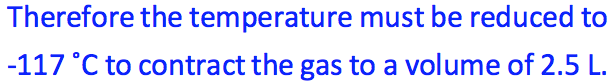 Therefore the temperature must be reduced to
-117 ˚C to contract the gas to a volume of 2.5 L.